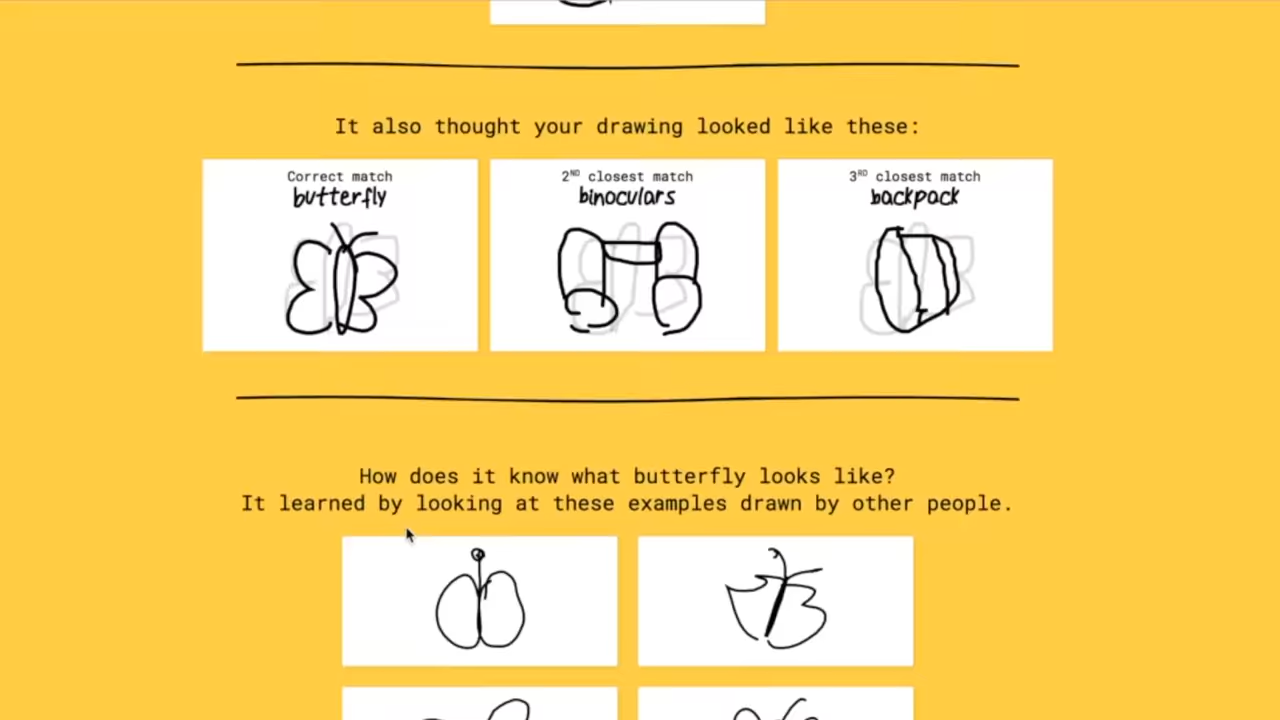 It also thought your drawing looked like these:
Correct match
butterfly
2ND closest match
binoculars
3RD closest match
backpack
How does it know what butterfly looks like?
It learned by looking at these examples drawn by other people.